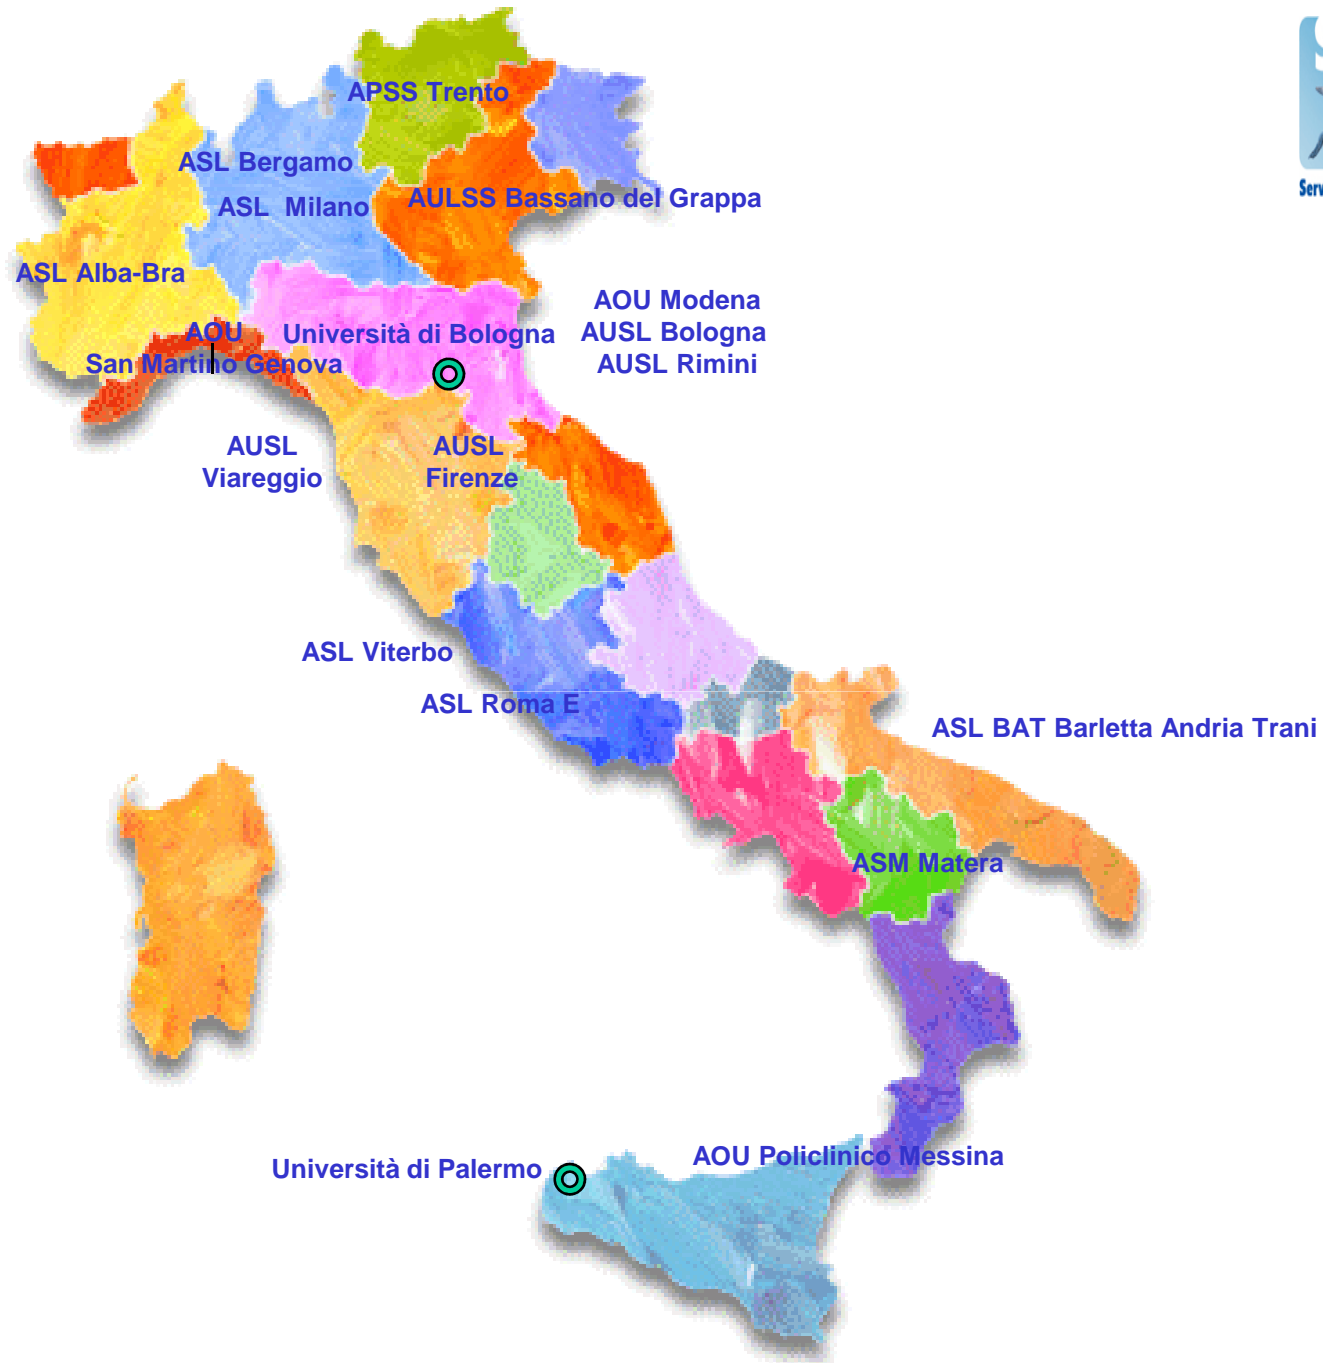 APSS Trento
ASL Bergamo
AULSS Bassano del Grappa
ASL Milano
ASL Alba-Bra
AOU Modena
AUSL Bologna
AUSL Rimini
Università di Bologna
AOU
San Martino Genova
AUSL
Viareggio
AUSL
Firenze
ASL Viterbo
ASL Roma E
ASL BAT Barletta Andria Trani
ASM Matera
AOU Policlinico Messina
Università di Palermo